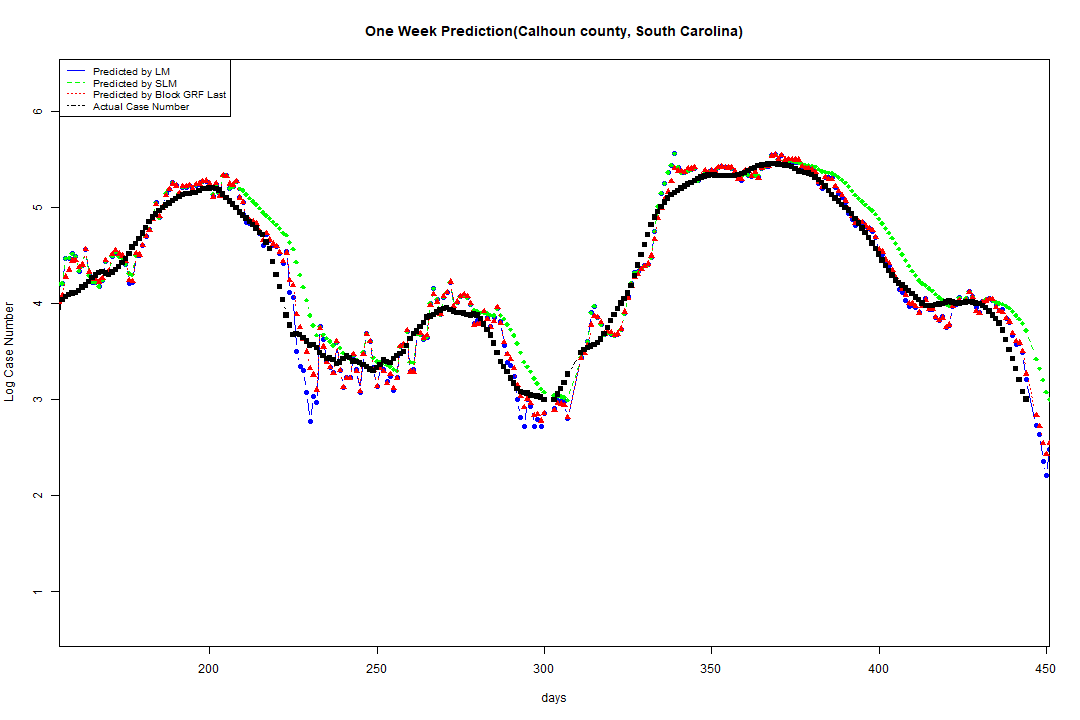 One Week Prediction(Calhoun county, South Carolina)
Predicted by LM
Predicted by SLM
Predicted by Block GRF Last
Actual Case Number
6
5
4
3
2
1
Log Case Number
200 250 300 350 400 450
days